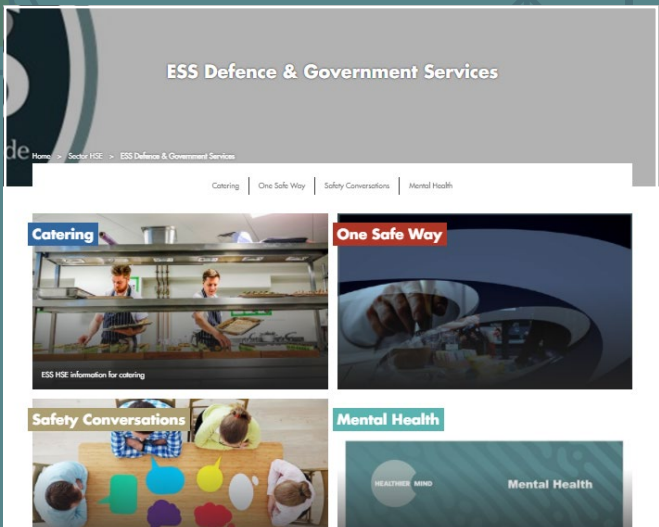 ESS Defence & Government Services
de
Home > Sector HSE > ESS Defence & Government Services
Catering | One Safe Way | Safety Conversations | Mental Health
Catering
One Safe Way
ESS HSE information for catering
Safety Conversations
Mental Health
HEALTHIER MIND
Mental Health